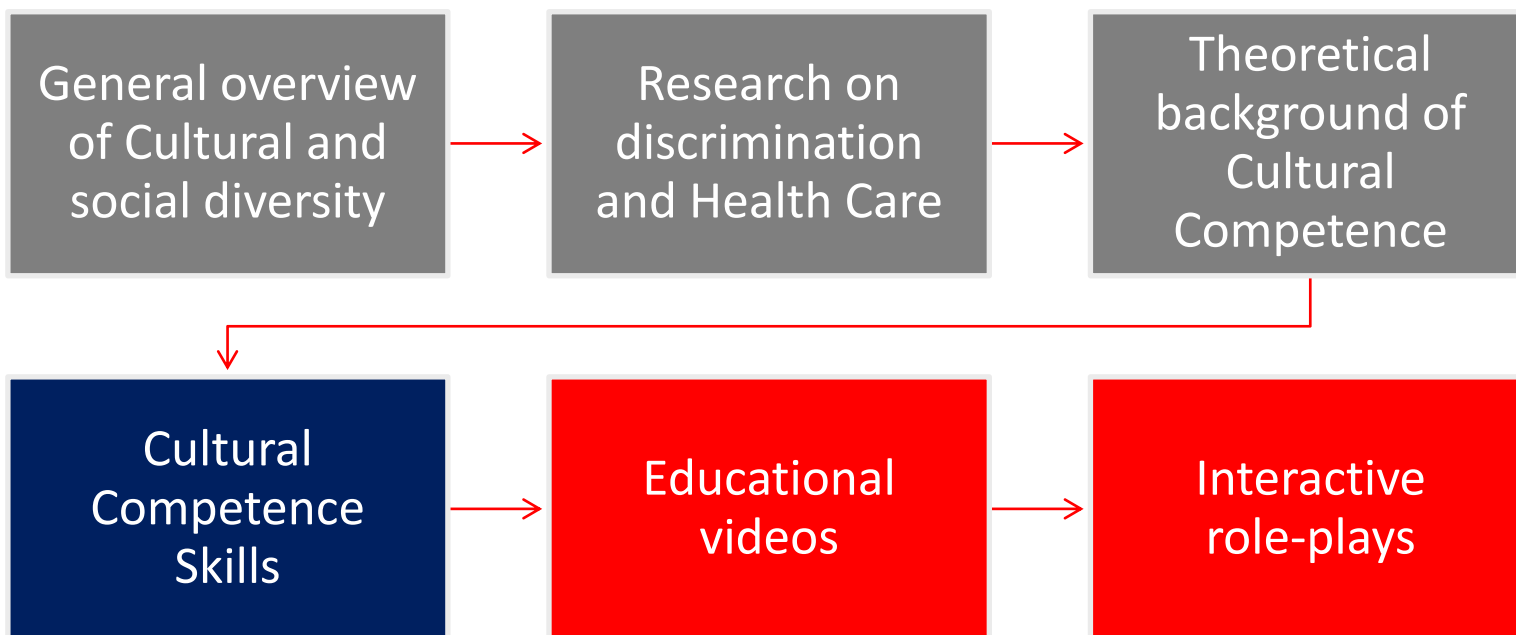 General overview
of Cultural and
social diversity
Research on
discrimination
and Health Care
Theoretical
background of
Cultural
Competence
Cultural
Competence
Skills
Educational
videos
Interactive
role-plays